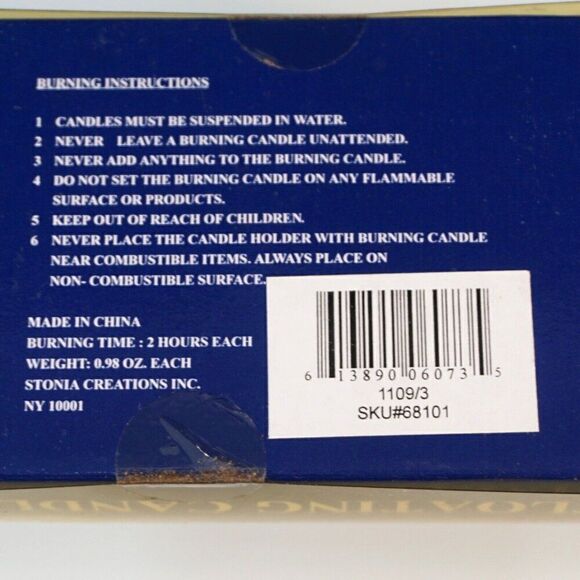 BURNING INSTRUCTIONS
1 CANDLES MUST BE SUSPENDED IN WATER.
2 NEVER LEAVE A BURNING CANDLE UNATTENDED.
3 NEVER ADD ANYTHING TO THE BURNING CANDLE.
4 DO NOT SET THE BURNING CANDLE ON ANY FLAMMABLE
SURFACE OR PRODUCTS.
5 KEEP OUT OF REACH OF CHILDREN.
6 NEVER PLACE THE CANDLE HOLDER WITH BURNING CANDLE
NEAR COMBUSTIBLE ITEMS. ALWAYS PLACE ON
NON- COMBUSTIBLE SURFACE.
MADE IN CHINA
BURNING TIME : 2 HOURS EACH
WEIGHT: 0.98 OZ. EACH
STONIA CREATIONS INC.
NY 10001
6 13890 06073 5
1109/3
SKU#68101